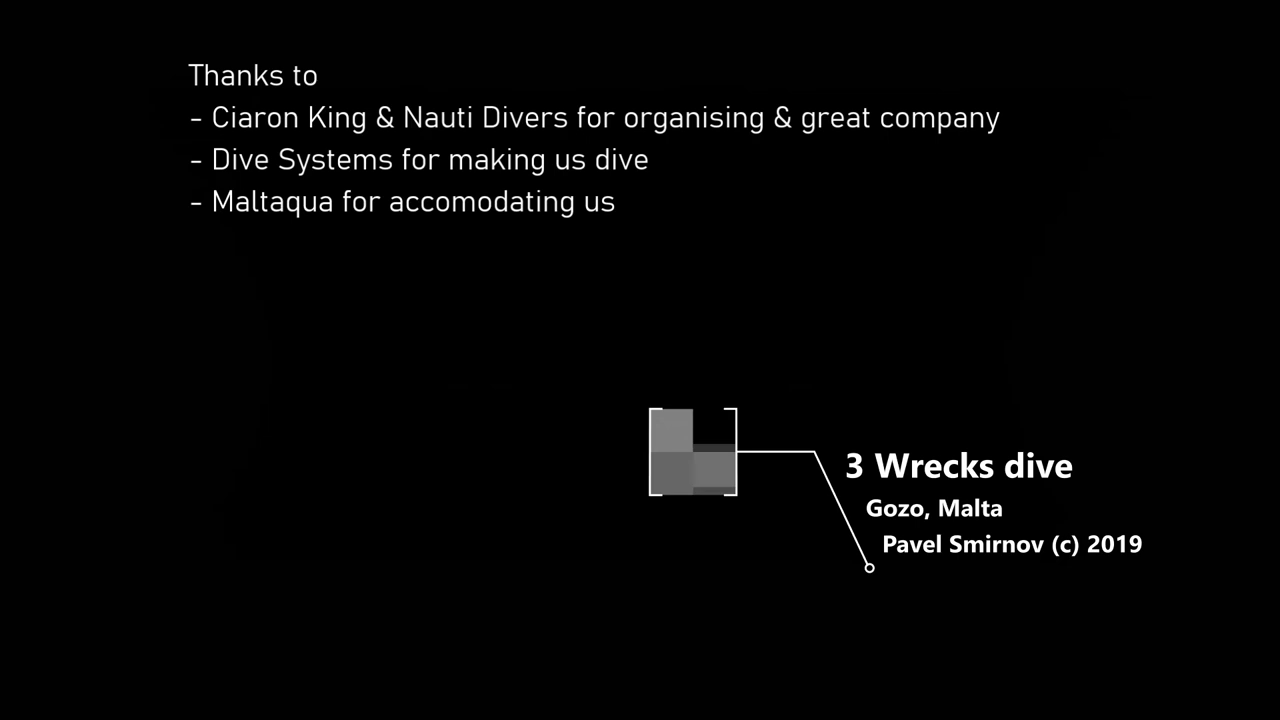 Thanks to
- Ciaron King & Nauti Divers for organising & great company
- Dive Systems for making us dive
- Maltaqua for accomodating us
3 Wrecks dive
Gozo, Malta
Pavel Smirnov (c) 2019